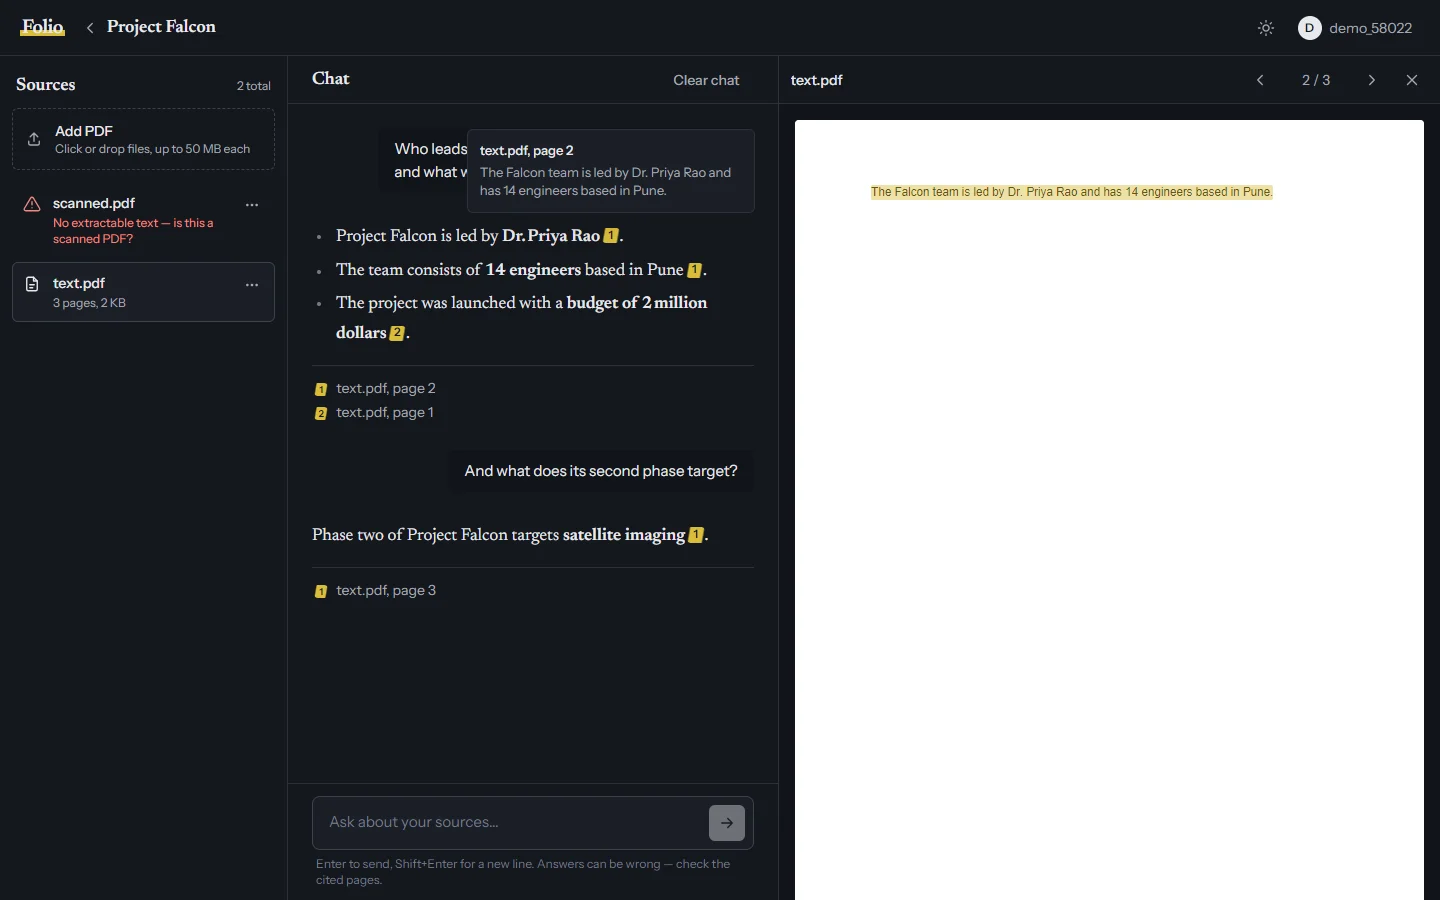 Folio
Project Falcon
D
demo_58022
Sources
2 total
Add PDF
Click or drop files, up to 50 MB each
scanned.pdf
No extractable text — is this a
scanned PDF?
text.pdf
3 pages, 2 KB
Chat
Clear chat
Who leads
and what
text.pdf, page 2
The Falcon team is led by Dr. Priya Rao and
has 14 engineers based in Pune.
Project Falcon is led by Dr. Priya Rao 1.
The team consists of 14 engineers based in Pune 1.
The project was launched with a budget of 2 million
dollars 2.
1 text.pdf, page 2
2 text.pdf, page 1
And what does its second phase target?
Phase two of Project Falcon targets satellite imaging 1.
1 text.pdf, page 3
Ask about your sources...
Enter to send, Shift+Enter for a new line. Answers can be wrong — check the
cited pages.
text.pdf
2 / 3
The Falcon team is led by Dr. Priya Rao and has 14 engineers based in Pune.